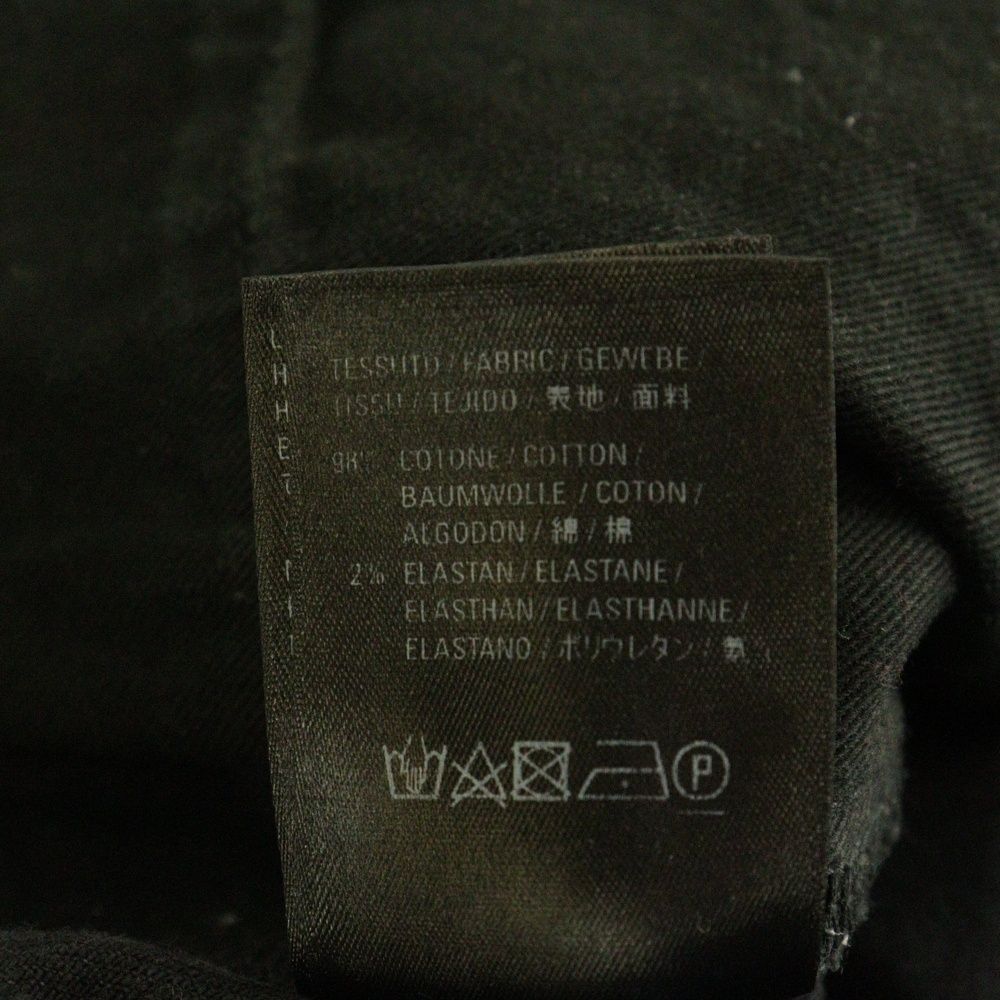 TESSUTO / FABRIC / GEWEBE /
TISSU / TEJIDO / 表地 / 面料
98% COTONE / COTTON /
BAUMWOLLE / COTON /
ALGODON / 綿 / 棉
2% ELASTAN / ELASTANE /
ELASTHAN / ELASTHANNE /
ELASTANO / ポリウレタン /
P